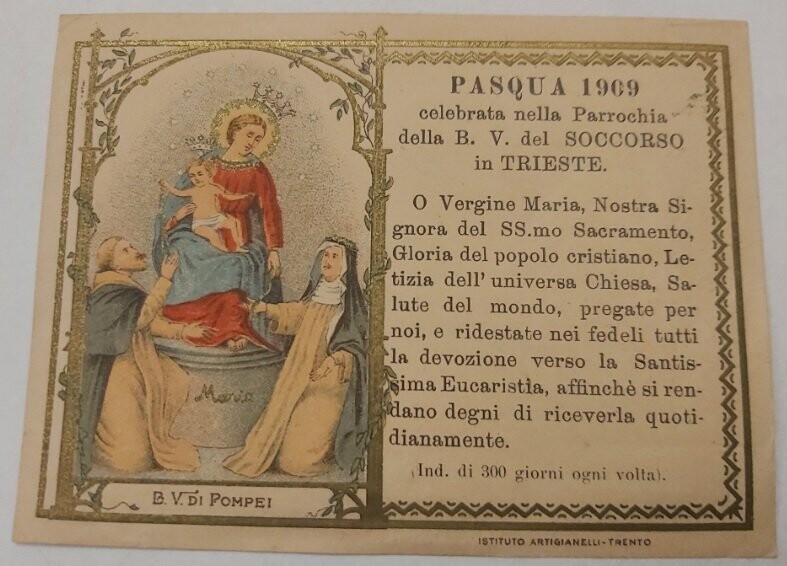 PASQUA 1909
celebrata nella Parrochia
della B. V. del SOCCORSO
in TRIESTE.
O Vergine Maria, Nostra Si-
gnora del SS.mo Sacramento,
Gloria del popolo cristiano, Le-
tizia dell' universa Chiesa, Sa-
lute del mondo, pregate per
noi, e ridestate nei fedeli tutti
la devozione verso la Santis-
sima Eucaristia, affinchè si ren-
dano degni di riceverla quoti-
dianamente.
(Ind. di 300 giorni ogni volta).
Maria
B. V. DI POMPEI
ISTITUTO ARTIGIANELLI-TRENTO